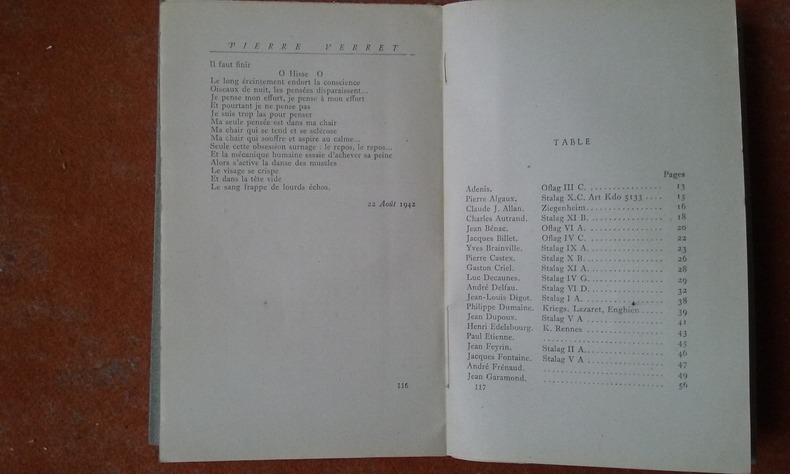 PIERRE VERRET
Il faut finir
O Hisse O
Le long éreintement endort la conscience
Oiseaux de nuit, les pensées disparaissent...
Je pense mon effort, je pense à mon effort
Et pourtant je ne pense pas
Je suis trop las pour penser
Ma seule pensée est dans ma chair
Ma chair qui se tend et se sclérose
Ma chair qui souffre et aspire au calme...
Seule cette obsession surnage : le repos, le repos...
Et la mécanique humaine essaie d'achever sa peine
Alors s'active la danse des muscles
Le visage se crispe
Et dans la tête vide
Le sang frappe de lourds échos.
22 Août 1942
116
TABLE
Pages
Adenis. Oflag III C. 13
Pierre Algaux. Stalag X.C. Art Kdo 5133 15
Claude J. Allan. Ziegenheim. 16
Charles Autrand. Stalag XI B. 18
Jean Bénac. Oflag VI A. 20
Jacques Billet. Oflag IV C. 22
Yves Brainville. Stalag IX A. 23
Pierre Castex. Stalag X B. 26
Gaston Criel. Stalag XI A. 28
Luc Decaunes. Stalag IV G. 29
André Delfau. Stalag VI D. 32
Jean-Louis Digot. Stalag I A. 38
Philippe Dumaine. Kriegs. Lazaret, Enghien 39
Jean Dupoux. Stalag V A 41
Henri Edelsbourg. K. Rennes 43
Paul Etienne. 45
Jean Feyrin. Stalag II A. 46
Jacques Fontaine. Stalag V A 47
André Frénaud. 49
Jean Garamond. 56
117